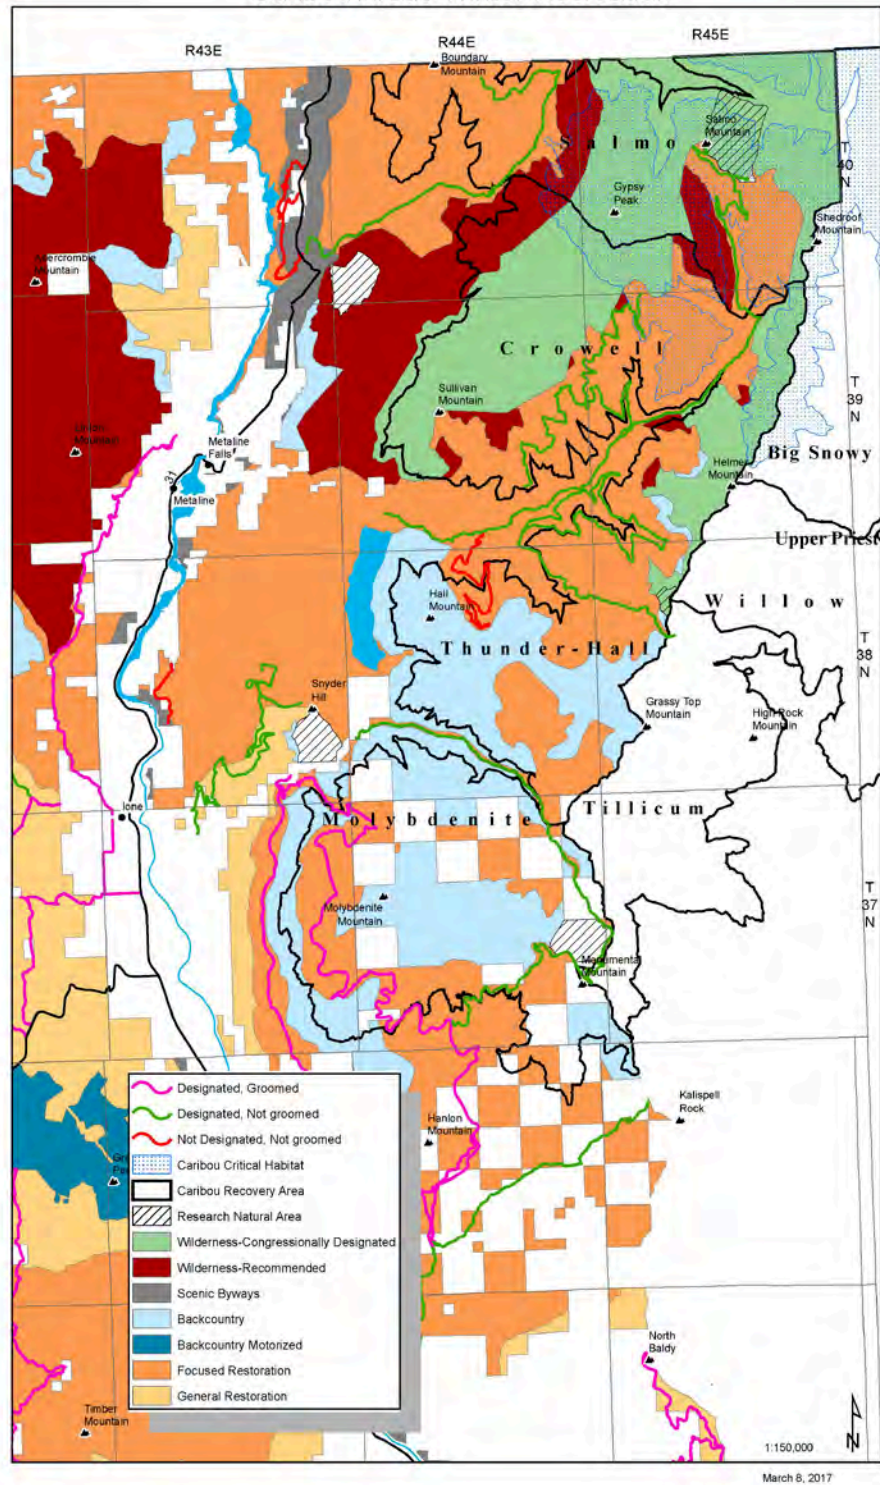 R43E
R44E
R45E
Boundary
Mountain
Salmo
Salmo
Mountain
T
40
N
Gypsy
Peak
Shedroof
Mountain
Abercrombie
Mountain
Crowell
Sullivan
Mountain
T
39
N
Linton
Mountain
Metaline
Falls
Big Snowy
Helmer
Mountain
31
Metaline
Upper Priest
Hall
Mountain
Willow
Thunder-Hall
T
38
N
Snyder
Hill
Grassy Top
Mountain
High Rock
Mountain
Ione
Molybdenite
Tillicum
Molybdenite
Mountain
T
37
N
Monumental
Mountain
Designated, Groomed
Designated, Not groomed
Not Designated, Not groomed
Caribou Critical Habitat
Caribou Recovery Area
Research Natural Area
Wilderness-Congressionally Designated
Wilderness-Recommended
Scenic Byways
Backcountry
Backcountry Motorized
Focused Restoration
General Restoration
Kalispell
Rock
Hanlon
Mountain
North
Baldy
Timber
Mountain
N
1:150,000
March 8, 2017